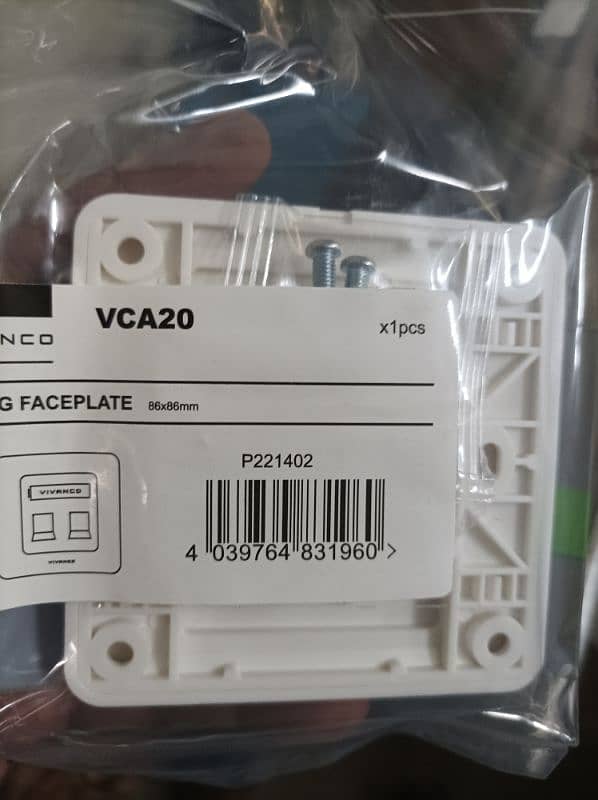 VCA20
x1pcs
NCO
G FACEPLATE 86x86mm
P221402
VIVANCO
VIVANCO
4 039764 831960 >